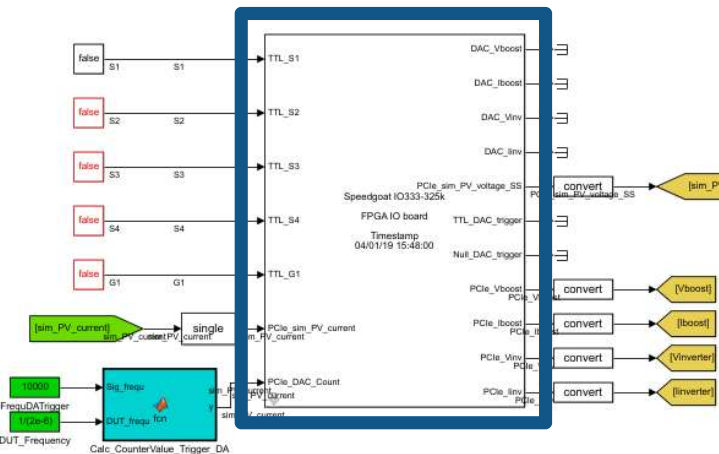 false
S1
S1
TTL_S1
DAC_Vboost
false
S2
S2
TTL_S2
DAC_Iboost
DAC_Vinv
false
S3
S3
TTL_S3
DAC_Iinv
PCIe_sim_PV_voltage_SS
convert
Speedgoat IO333-325k
false
S4
S4
TTL_S4
FPGA IO board
TTL_DAC_trigger
Timestamp
04/01/19 15:48:00
Null_DAC_trigger
false
G1
G1
TTL_G1
PCIe_Vboost
convert
[Vboost]
[sim_PV_current]
single
PCIe_sim_PV_current
PCIe_Iboost
convert
[Iboost]
PCIe_Vinv
convert
[Vinverter]
10000
Sig_frequ
PCIe_DAC_Count
PCIe_Iinv
convert
[Iinverter]
FrequDATrigger
1/(2e-6)
DUT_frequ
fcn
y
sim_PV_current
DUT_Frequency
Calc_CounterValue_Trigger_DA